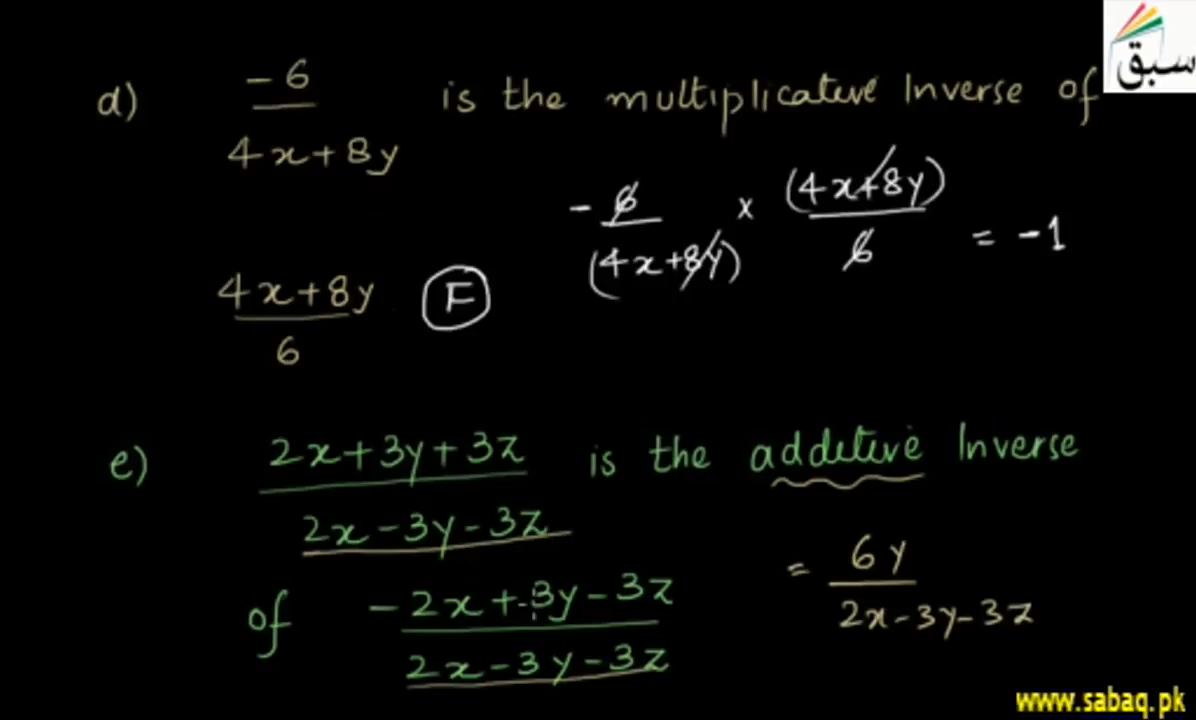 سبق
d) -6 / 4x+8y is the multiplicative Inverse of
-6 / (4x+8y) × (4x+8y) / 6 = -1
4x+8y / 6 F
e) 2x+3y+3z / 2x-3y-3z is the additive Inverse
of -2x+3y-3z / 2x-3y-3z = 6y / 2x-3y-3z
www.sabaq.pk